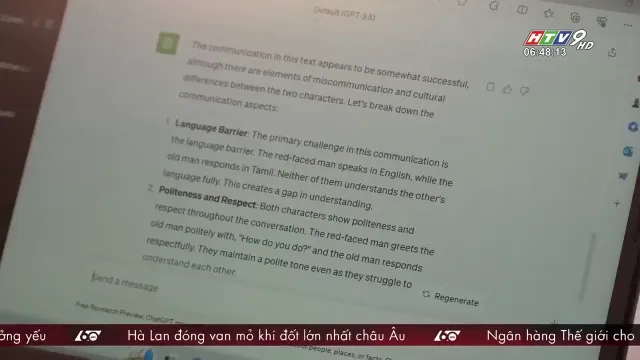 Default (GPT-3.5)
HTV9 HD
06:48:13
The communication in this text appears to be somewhat successful,
although there are elements of miscommunication and cultural
differences between the two characters. Let's break down the
communication aspects:
1. Language Barrier: The primary challenge in this communication is
the language barrier. The red-faced man speaks in English, while the
old man responds in Tamil. Neither of them understands the other's
language fully. This creates a gap in understanding.
2. Politeness and Respect: Both characters show politeness and
respect throughout the conversation. The red-faced man greets the
old man politely with, "How do you do?" and the old man responds
respectfully. They maintain a polite tone even as they struggle to
understand each other.
Regenerate
Send a message
Free Research Preview. ChatGPT
people, places, or facts.
ởng yếu
60
Hà Lan đóng van mỏ khí đốt lớn nhất châu Âu
60
Ngân hàng Thế giới cho